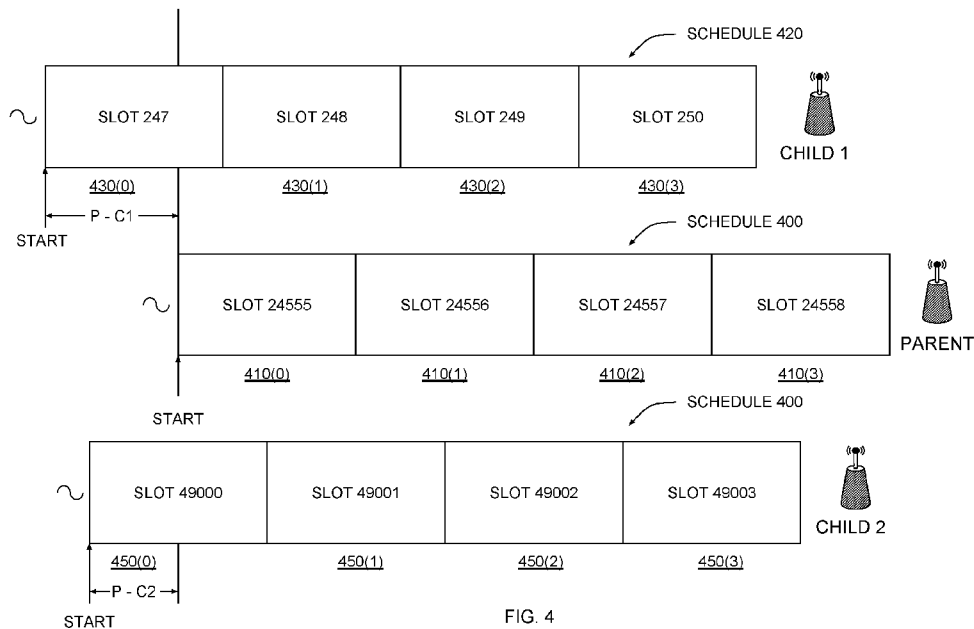 SCHEDULE 420
SLOT 247 SLOT 248 SLOT 249 SLOT 250
CHILD 1
430(0) 430(1) 430(2) 430(3)
P - C1
START
SCHEDULE 400
SLOT 24555 SLOT 24556 SLOT 24557 SLOT 24558
PARENT
410(0) 410(1) 410(2) 410(3)
START
SCHEDULE 400
SLOT 49000 SLOT 49001 SLOT 49002 SLOT 49003
CHILD 2
450(0) 450(1) 450(2) 450(3)
P - C2
START
FIG. 4